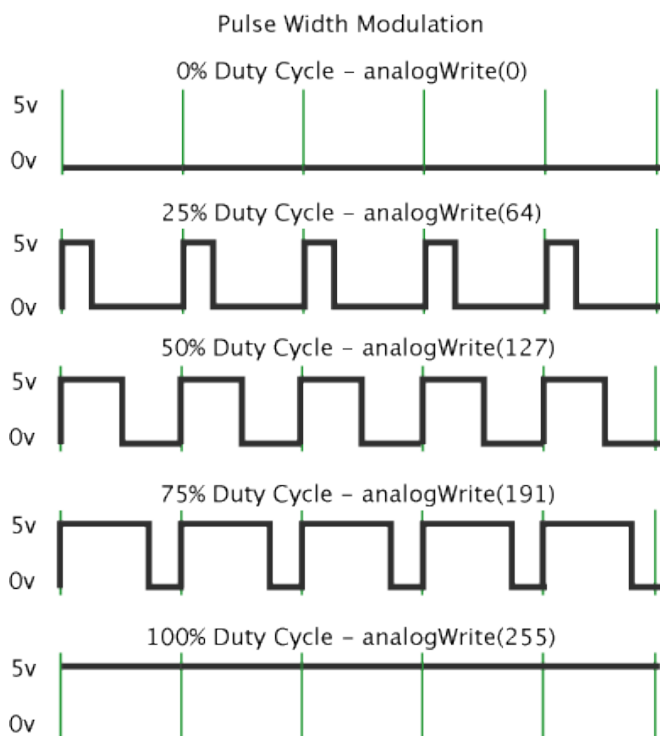 Pulse Width Modulation
0% Duty Cycle – analogWrite(0)
5v
0v
25% Duty Cycle – analogWrite(64)
5v
0v
50% Duty Cycle – analogWrite(127)
5v
0v
75% Duty Cycle – analogWrite(191)
5v
0v
100% Duty Cycle – analogWrite(255)
5v
0v